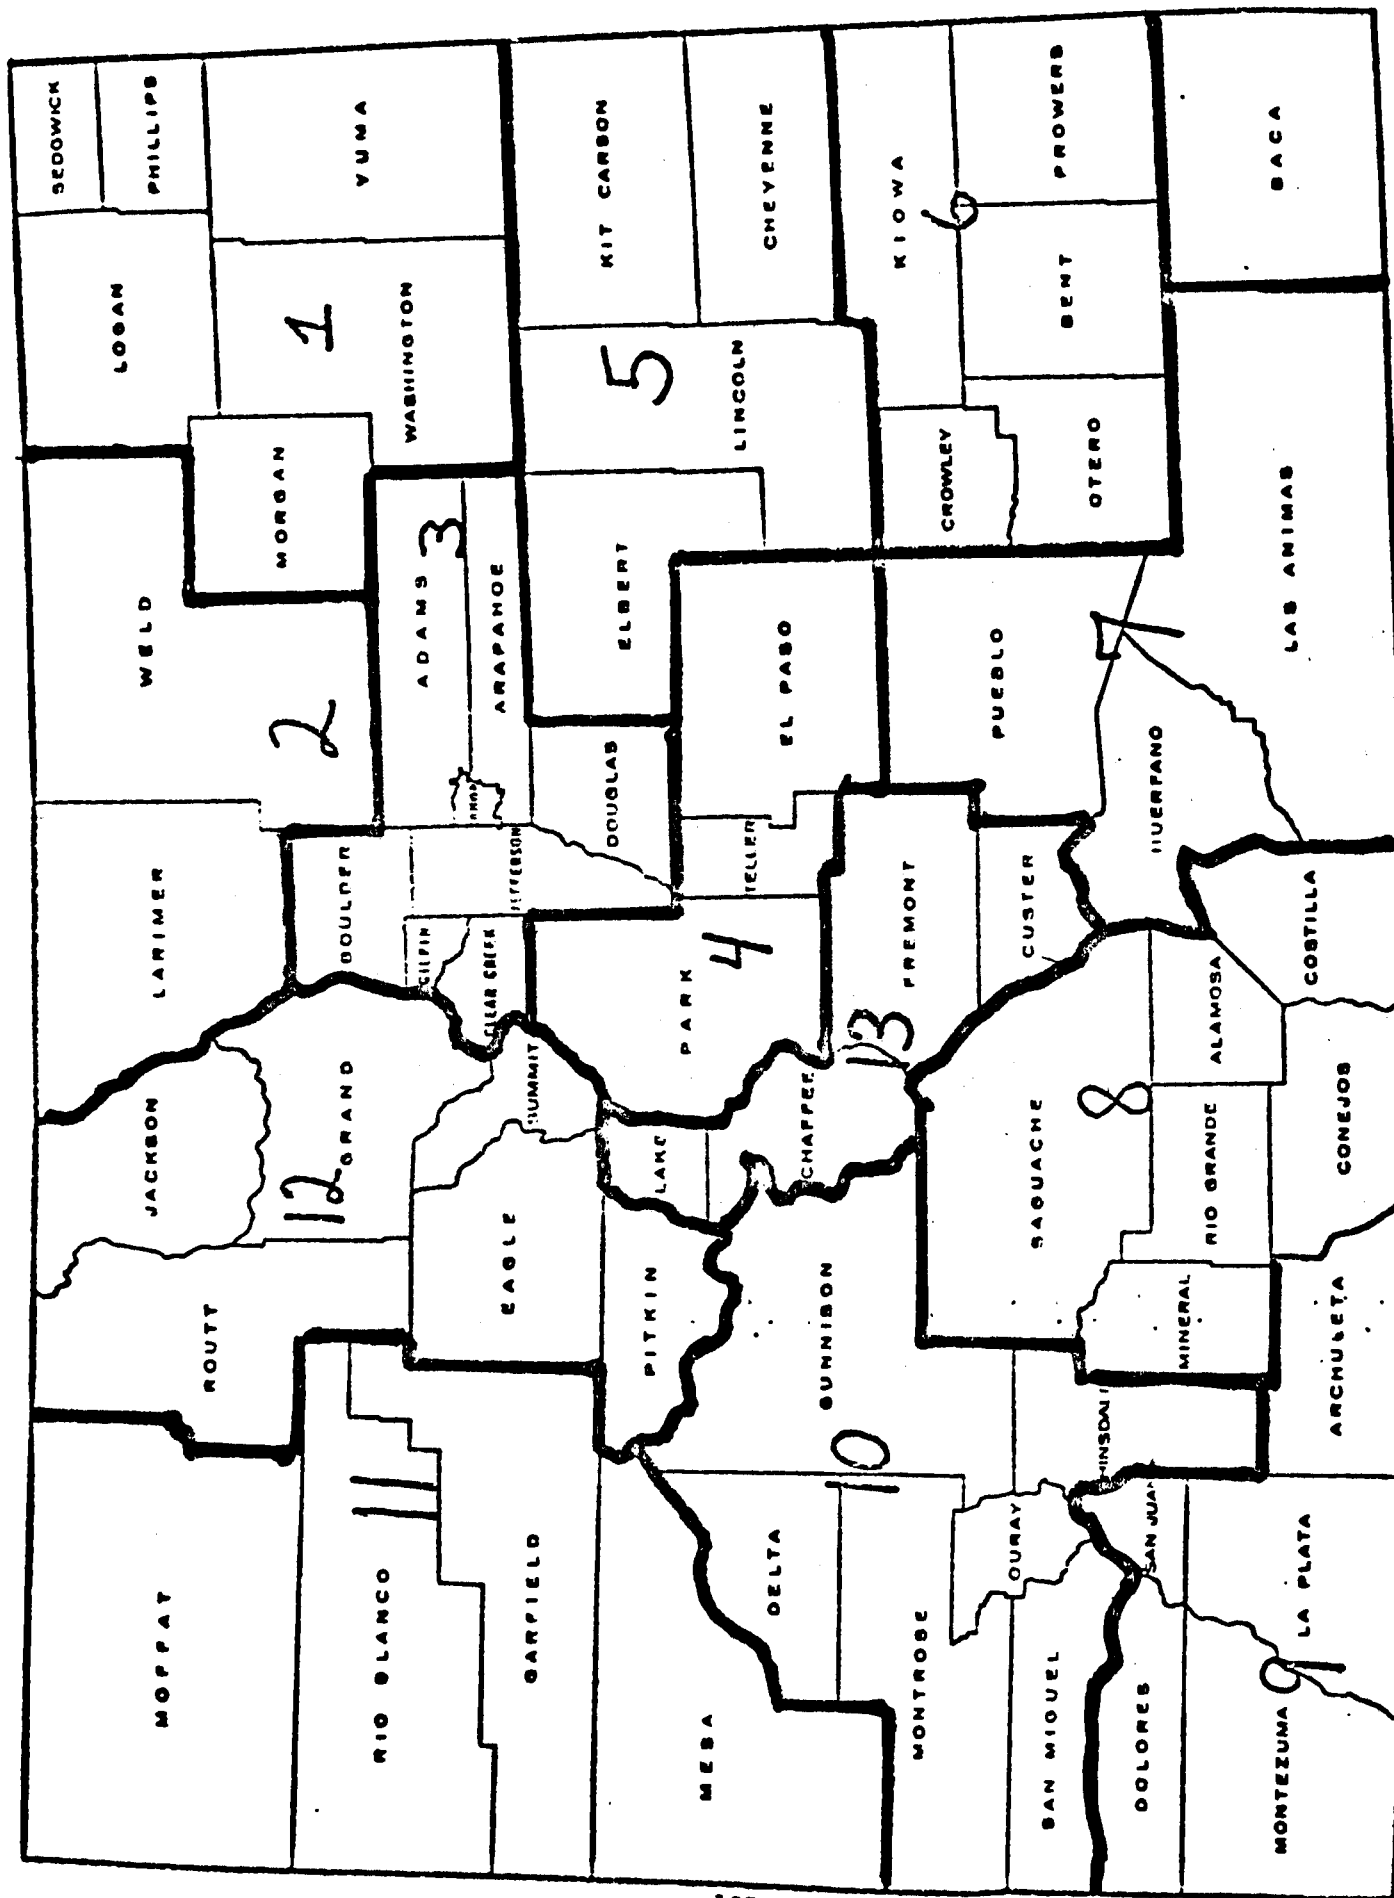 MOFFAT
ROUTT
JACKSON
LARIMER
WELD
LOGAN
SEDGWICK
PHILLIPS
RIO BLANCO
11
12
GRAND
BOULDER
2
MORGAN
1
WASHINGTON
YUMA
GARFIELD
EAGLE
SUMMIT
GILPIN
CLEAR CREEK
JEFFERSON
ADAMS
3
ARAPAHOE
MESA
PITKIN
LAKE
PARK
4
DOUGLAS
ELBERT
5
LINCOLN
KIT CARSON
CHEYENNE
DELTA
10
GUNNISON
CHAFFEE
13
FREMONT
TELLER
EL PASO
CROWLEY
KIOWA
6
MONTROSE
OURAY
SAGUACHE
8
CUSTER
PUEBLO
OTERO
BENT
PROWERS
SAN MIGUEL
DOLORES
SAN JUAN
HINSDALE
MINERAL
RIO GRANDE
ALAMOSA
HUERFANO
7
MONTEZUMA
9
LA PLATA
ARCHULETA
CONEJOS
COSTILLA
LAS ANIMAS
BACA